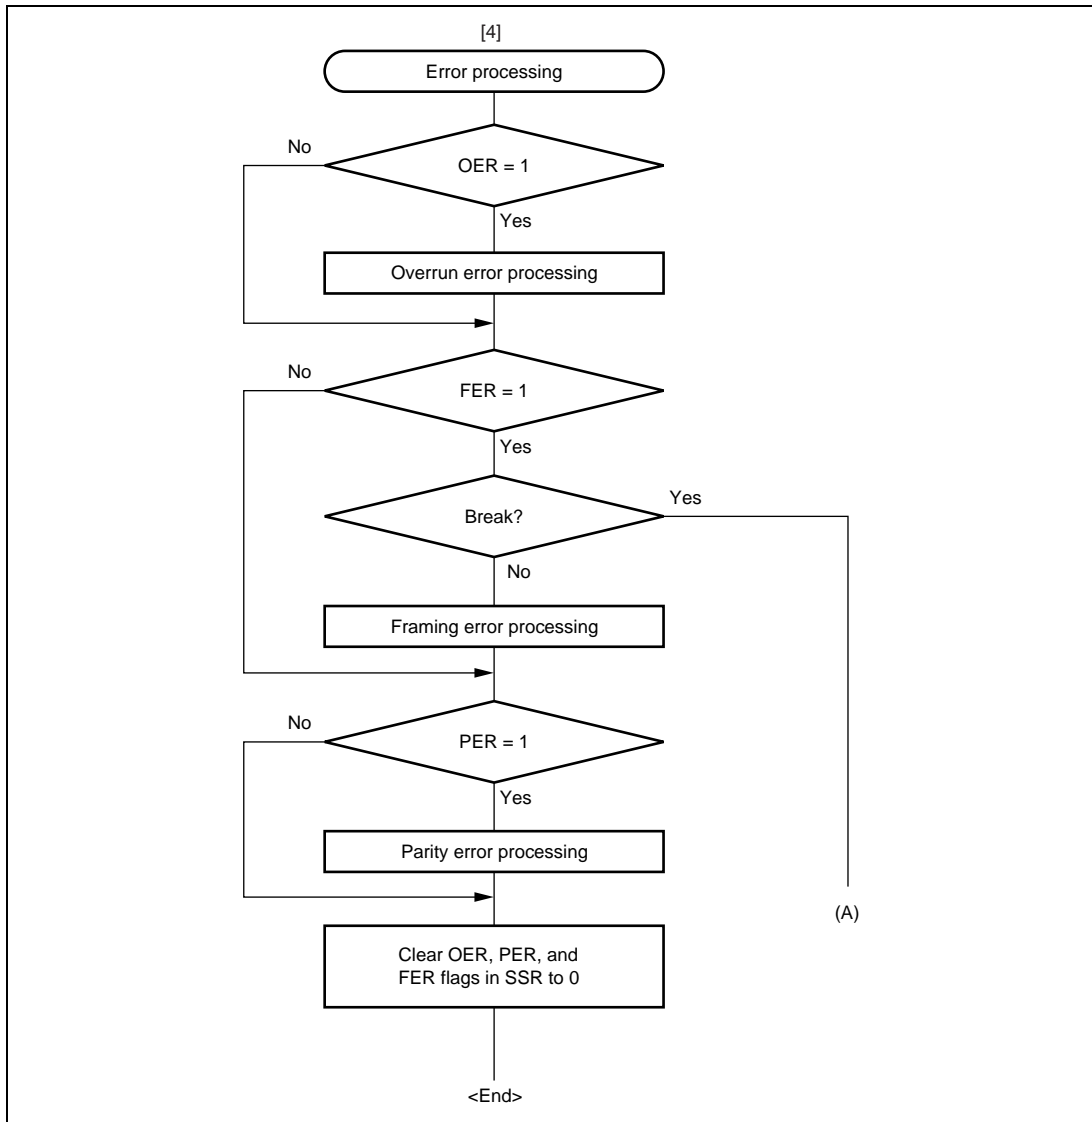 [4]
Error processing
No
OER = 1
Yes
Overrun error processing
No
FER = 1
Yes
Yes
Break?
No
Framing error processing
No
PER = 1
Yes
Parity error processing
(A)
Clear OER, PER, and
FER flags in SSR to 0
<End>